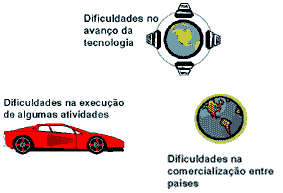 Dificuldades no
avanço da
tecnologia
Dificuldades na execução
de algumas atividades
Dificuldades na
comercialização entre
países